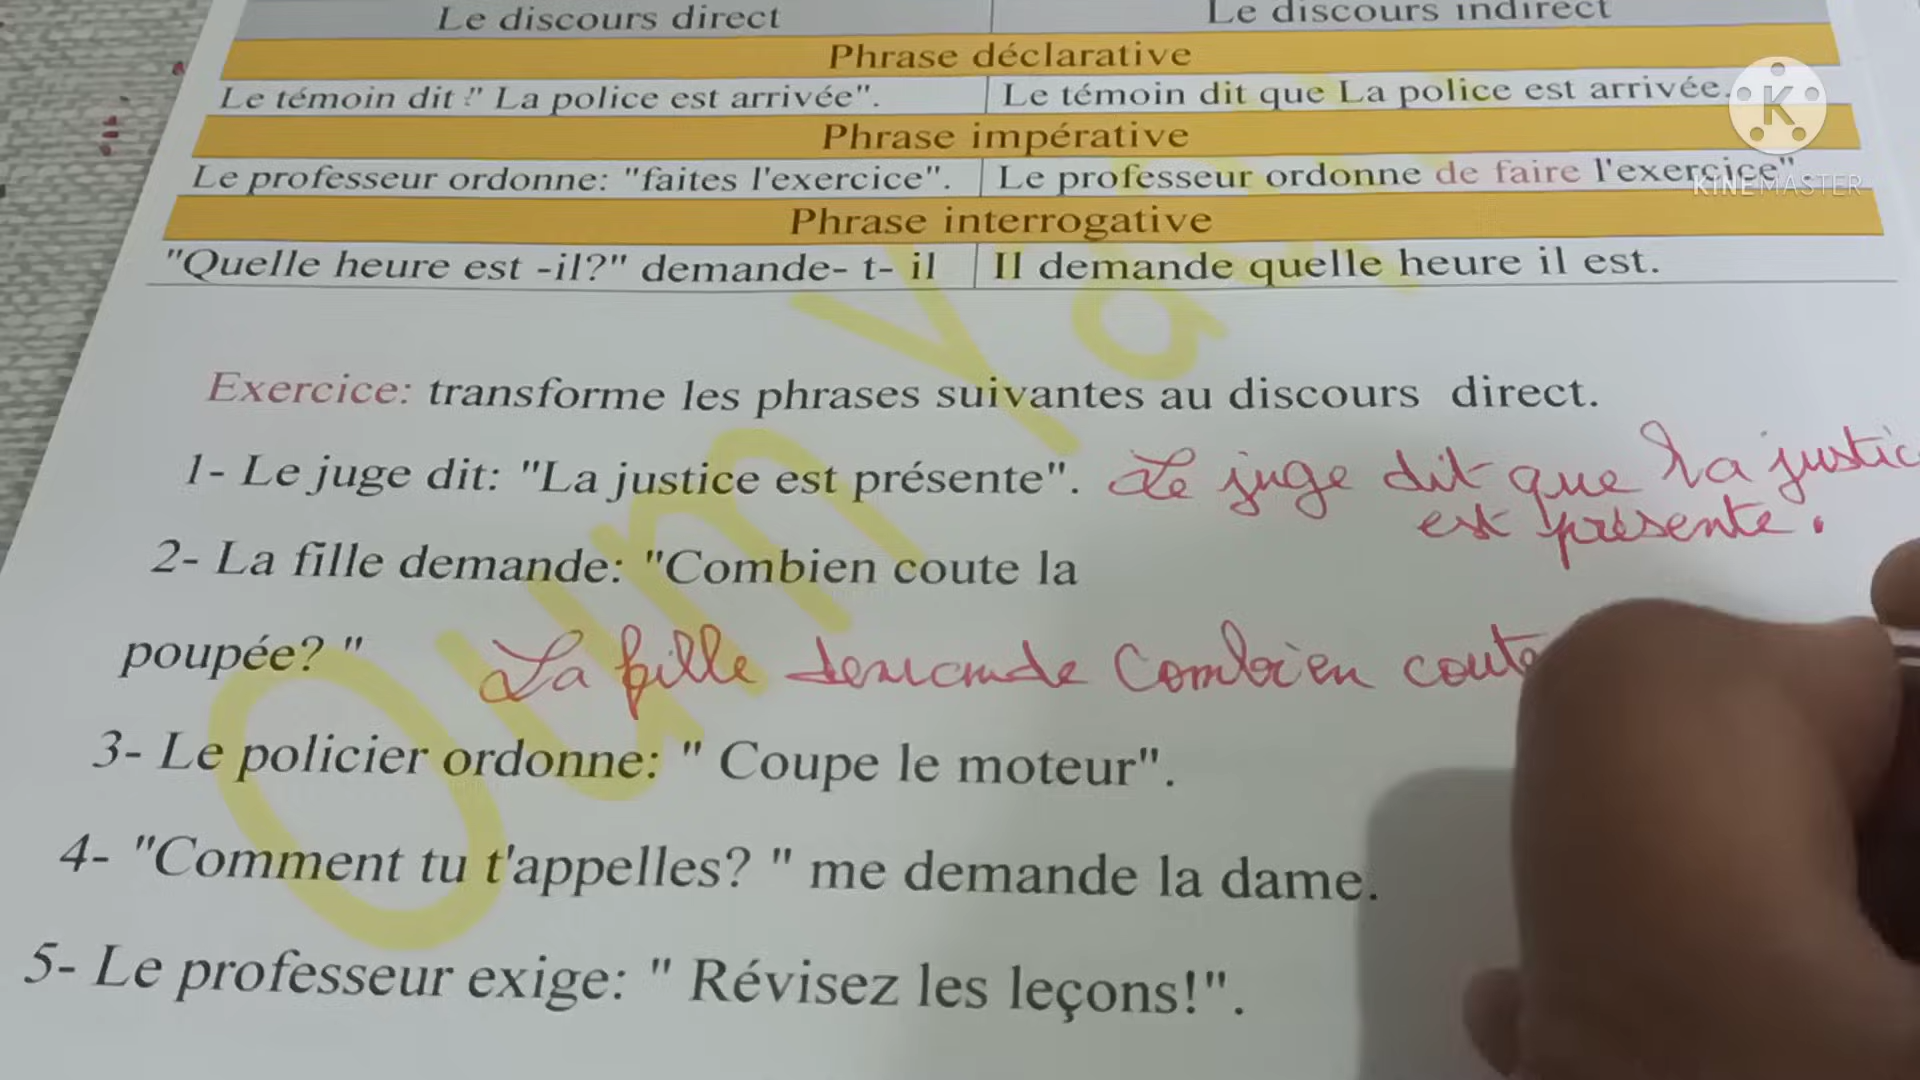 Le discours direct Le discours indirect
Phrase déclarative
Le témoin dit :" La police est arrivée". Le témoin dit que La police est arrivée.
Phrase impérative
Le professeur ordonne: "faites l'exercice". Le professeur ordonne de faire l'exercice".
KINEMASTER
Phrase interrogative
"Quelle heure est -il?" demande- t- il Il demande quelle heure il est.
Exercice: transforme les phrases suivantes au discours direct.
1- Le juge dit: "La justice est présente". Le juge dit que la justic
est présente.
2- La fille demande: "Combien coute la
poupée? " La fille demande Combien coute
3- Le policier ordonne: " Coupe le moteur".
4- "Comment tu t'appelles? " me demande la dame.
5- Le professeur exige: " Révisez les leçons!".